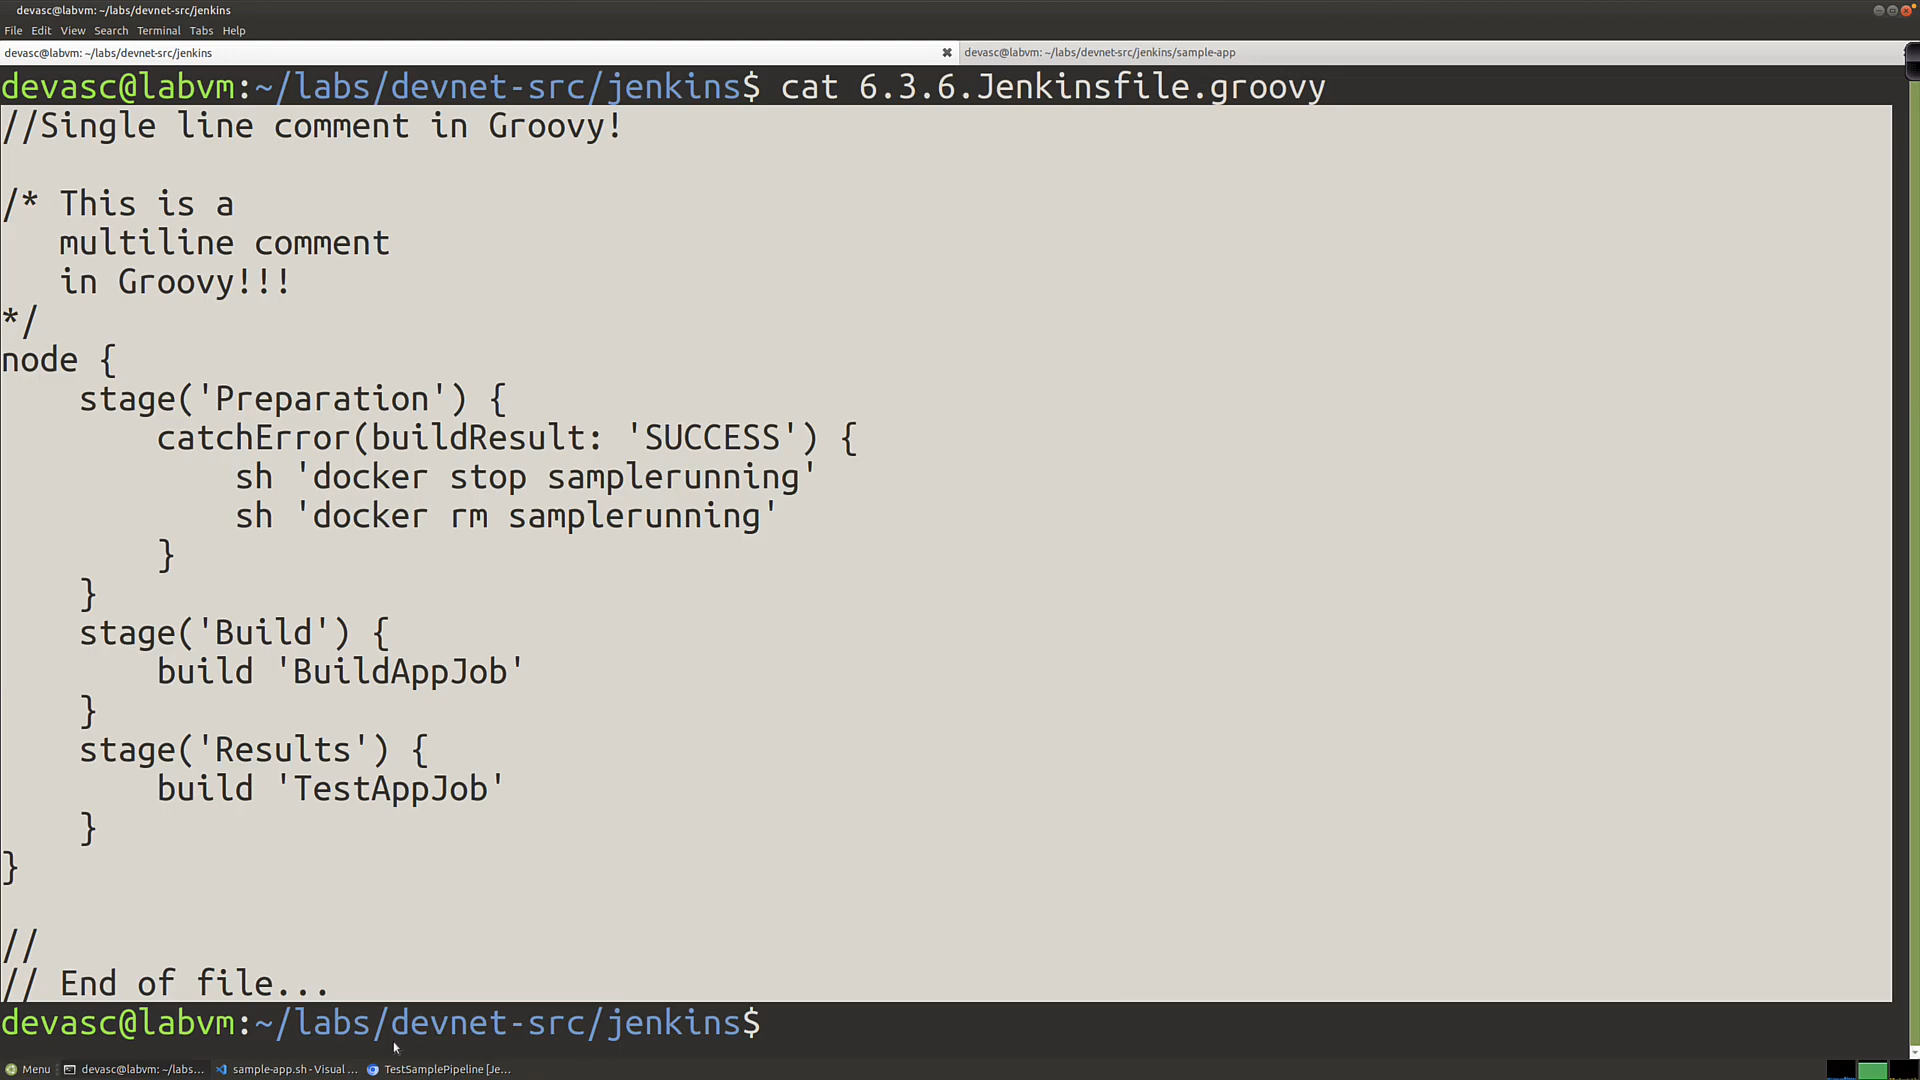 devasc@labvm: ~/labs/devnet-src/jenkins
File Edit View Search Terminal Tabs Help
devasc@labvm: ~/labs/devnet-src/jenkins
devasc@labvm: ~/labs/devnet-src/jenkins/sample-app
devasc@labvm:~/labs/devnet-src/jenkins$ cat 6.3.6.Jenkinsfile.groovy
//Single line comment in Groovy!
/* This is a
   multiline comment
   in Groovy!!!
*/
node {
    stage('Preparation') {
        catchError(buildResult: 'SUCCESS') {
            sh 'docker stop samplerunning'
            sh 'docker rm samplerunning'
        }
    }
    stage('Build') {
        build 'BuildAppJob'
    }
    stage('Results') {
        build 'TestAppJob'
    }
}
//
// End of file...
devasc@labvm:~/labs/devnet-src/jenkins$
Menu devasc@labvm: ~/labs... sample-app.sh - Visual ... TestSamplePipeline [Je...